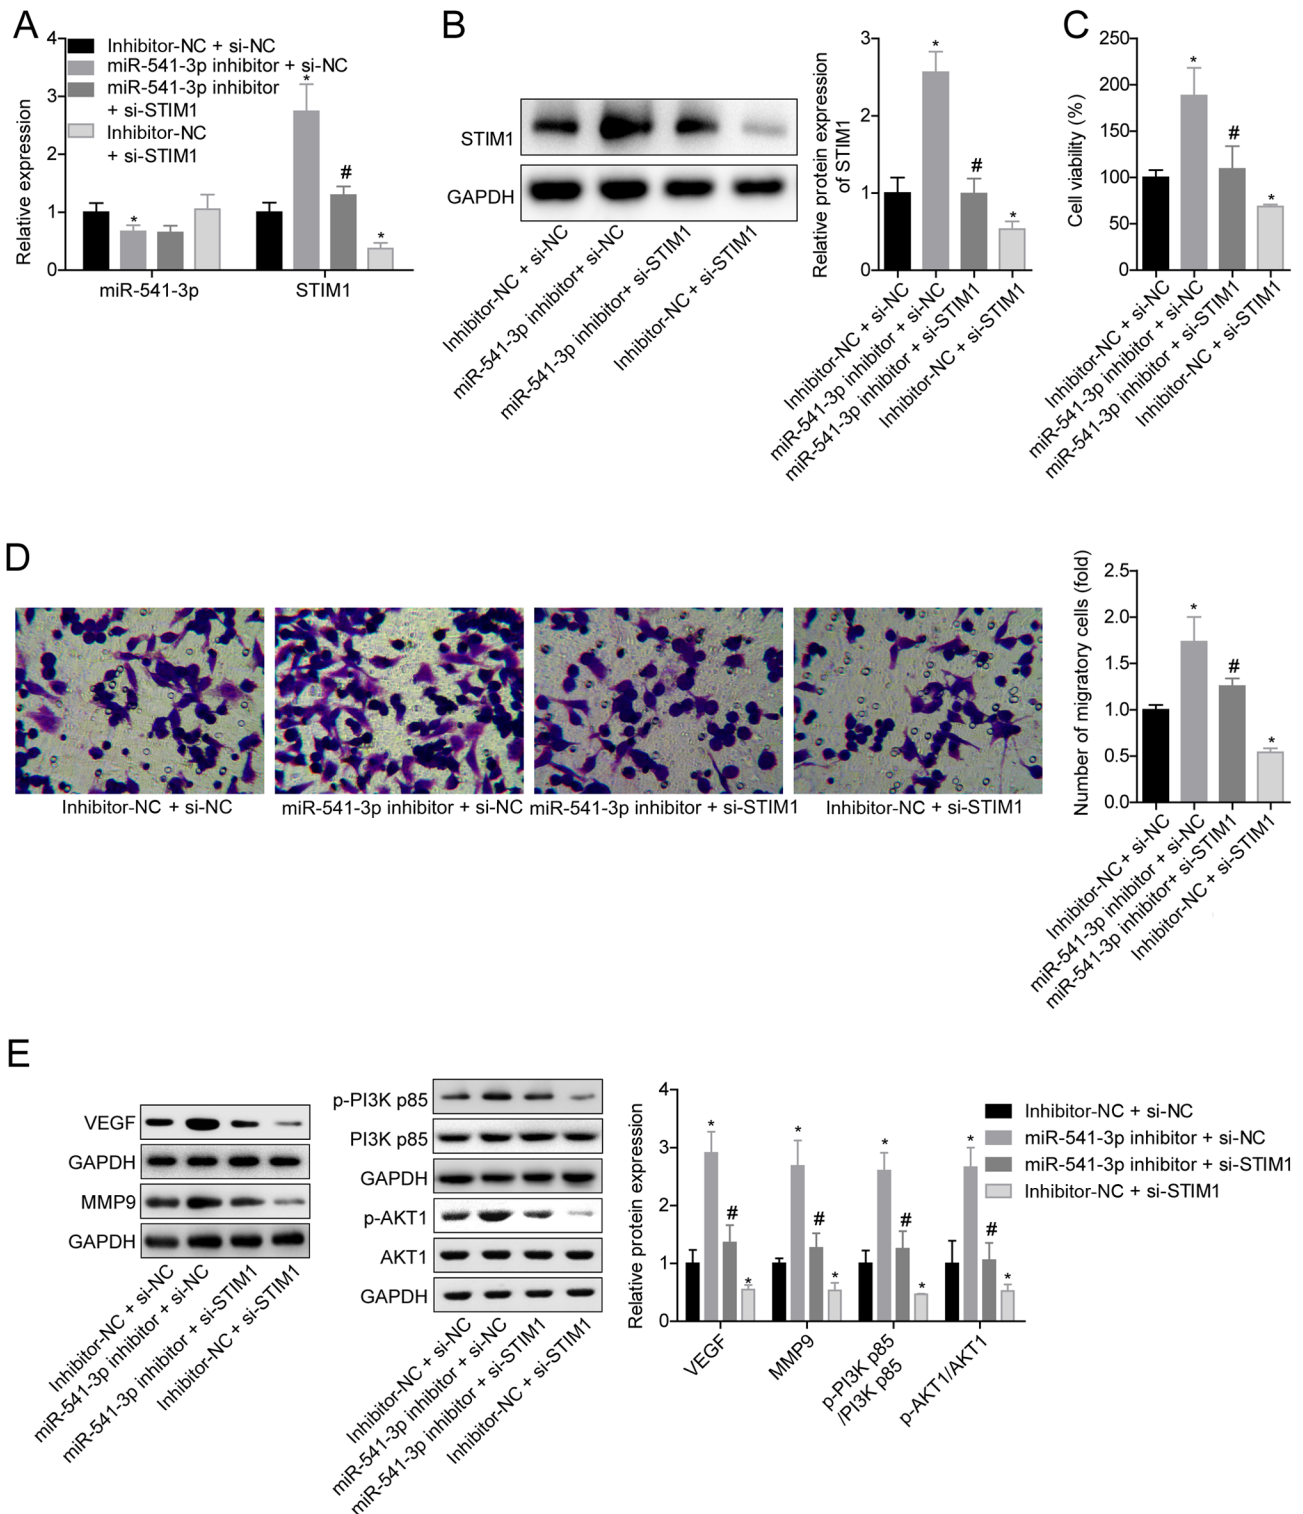 A
4
3
2
1
0
Relative expression
Inhibitor-NC + si-NC
miR-541-3p inhibitor + si-NC
miR-541-3p inhibitor
+ si-STIM1
Inhibitor-NC
+ si-STIM1
*
*
#
*
miR-541-3p
STIM1
B
STIM1
GAPDH
Inhibitor-NC + si-NC
miR-541-3p inhibitor+ si-NC
miR-541-3p inhibitor+ si-STIM1
Inhibitor-NC + si-STIM1
Relative protein expression
of STIM1
3
2
1
0
*
#
*
Inhibitor-NC + si-NC
miR-541-3p inhibitor + si-NC
miR-541-3p inhibitor + si-STIM1
Inhibitor-NC + si-STIM1
C
Cell viability (%)
250
200
150
100
50
0
*
#
*
Inhibitor-NC + si-NC
miR-541-3p inhibitor + si-NC
miR-541-3p inhibitor + si-STIM1
Inhibitor-NC + si-STIM1
D
Inhibitor-NC + si-NC
miR-541-3p inhibitor + si-NC
miR-541-3p inhibitor + si-STIM1
Inhibitor-NC + si-STIM1
Number of migratory cells (fold)
2.5
2.0
1.5
1.0
0.5
0.0
*
#
*
Inhibitor-NC + si-NC
miR-541-3p inhibitor + si-NC
miR-541-3p inhibitor+ si-STIM1
Inhibitor-NC + si-STIM1
E
VEGF
GAPDH
MMP9
GAPDH
Inhibitor-NC + si-NC
miR-541-3p inhibitor + si-NC
miR-541-3p inhibitor + si-STIM1
Inhibitor-NC + si-STIM1
p-PI3K p85
PI3K p85
GAPDH
p-AKT1
AKT1
GAPDH
Inhibitor-NC + si-NC
miR-541-3p inhibitor + si-NC
miR-541-3p inhibitor + si-STIM1
Inhibitor-NC + si-STIM1
Relative protein expression
4
3
2
1
0
*
#
*
*
#
*
*
#
*
*
#
*
VEGF
MMP9
p-PI3K p85
/PI3K p85
p-AKT1/AKT1
Inhibitor-NC + si-NC
miR-541-3p inhibitor + si-NC
miR-541-3p inhibitor + si-STIM1
Inhibitor-NC + si-STIM1